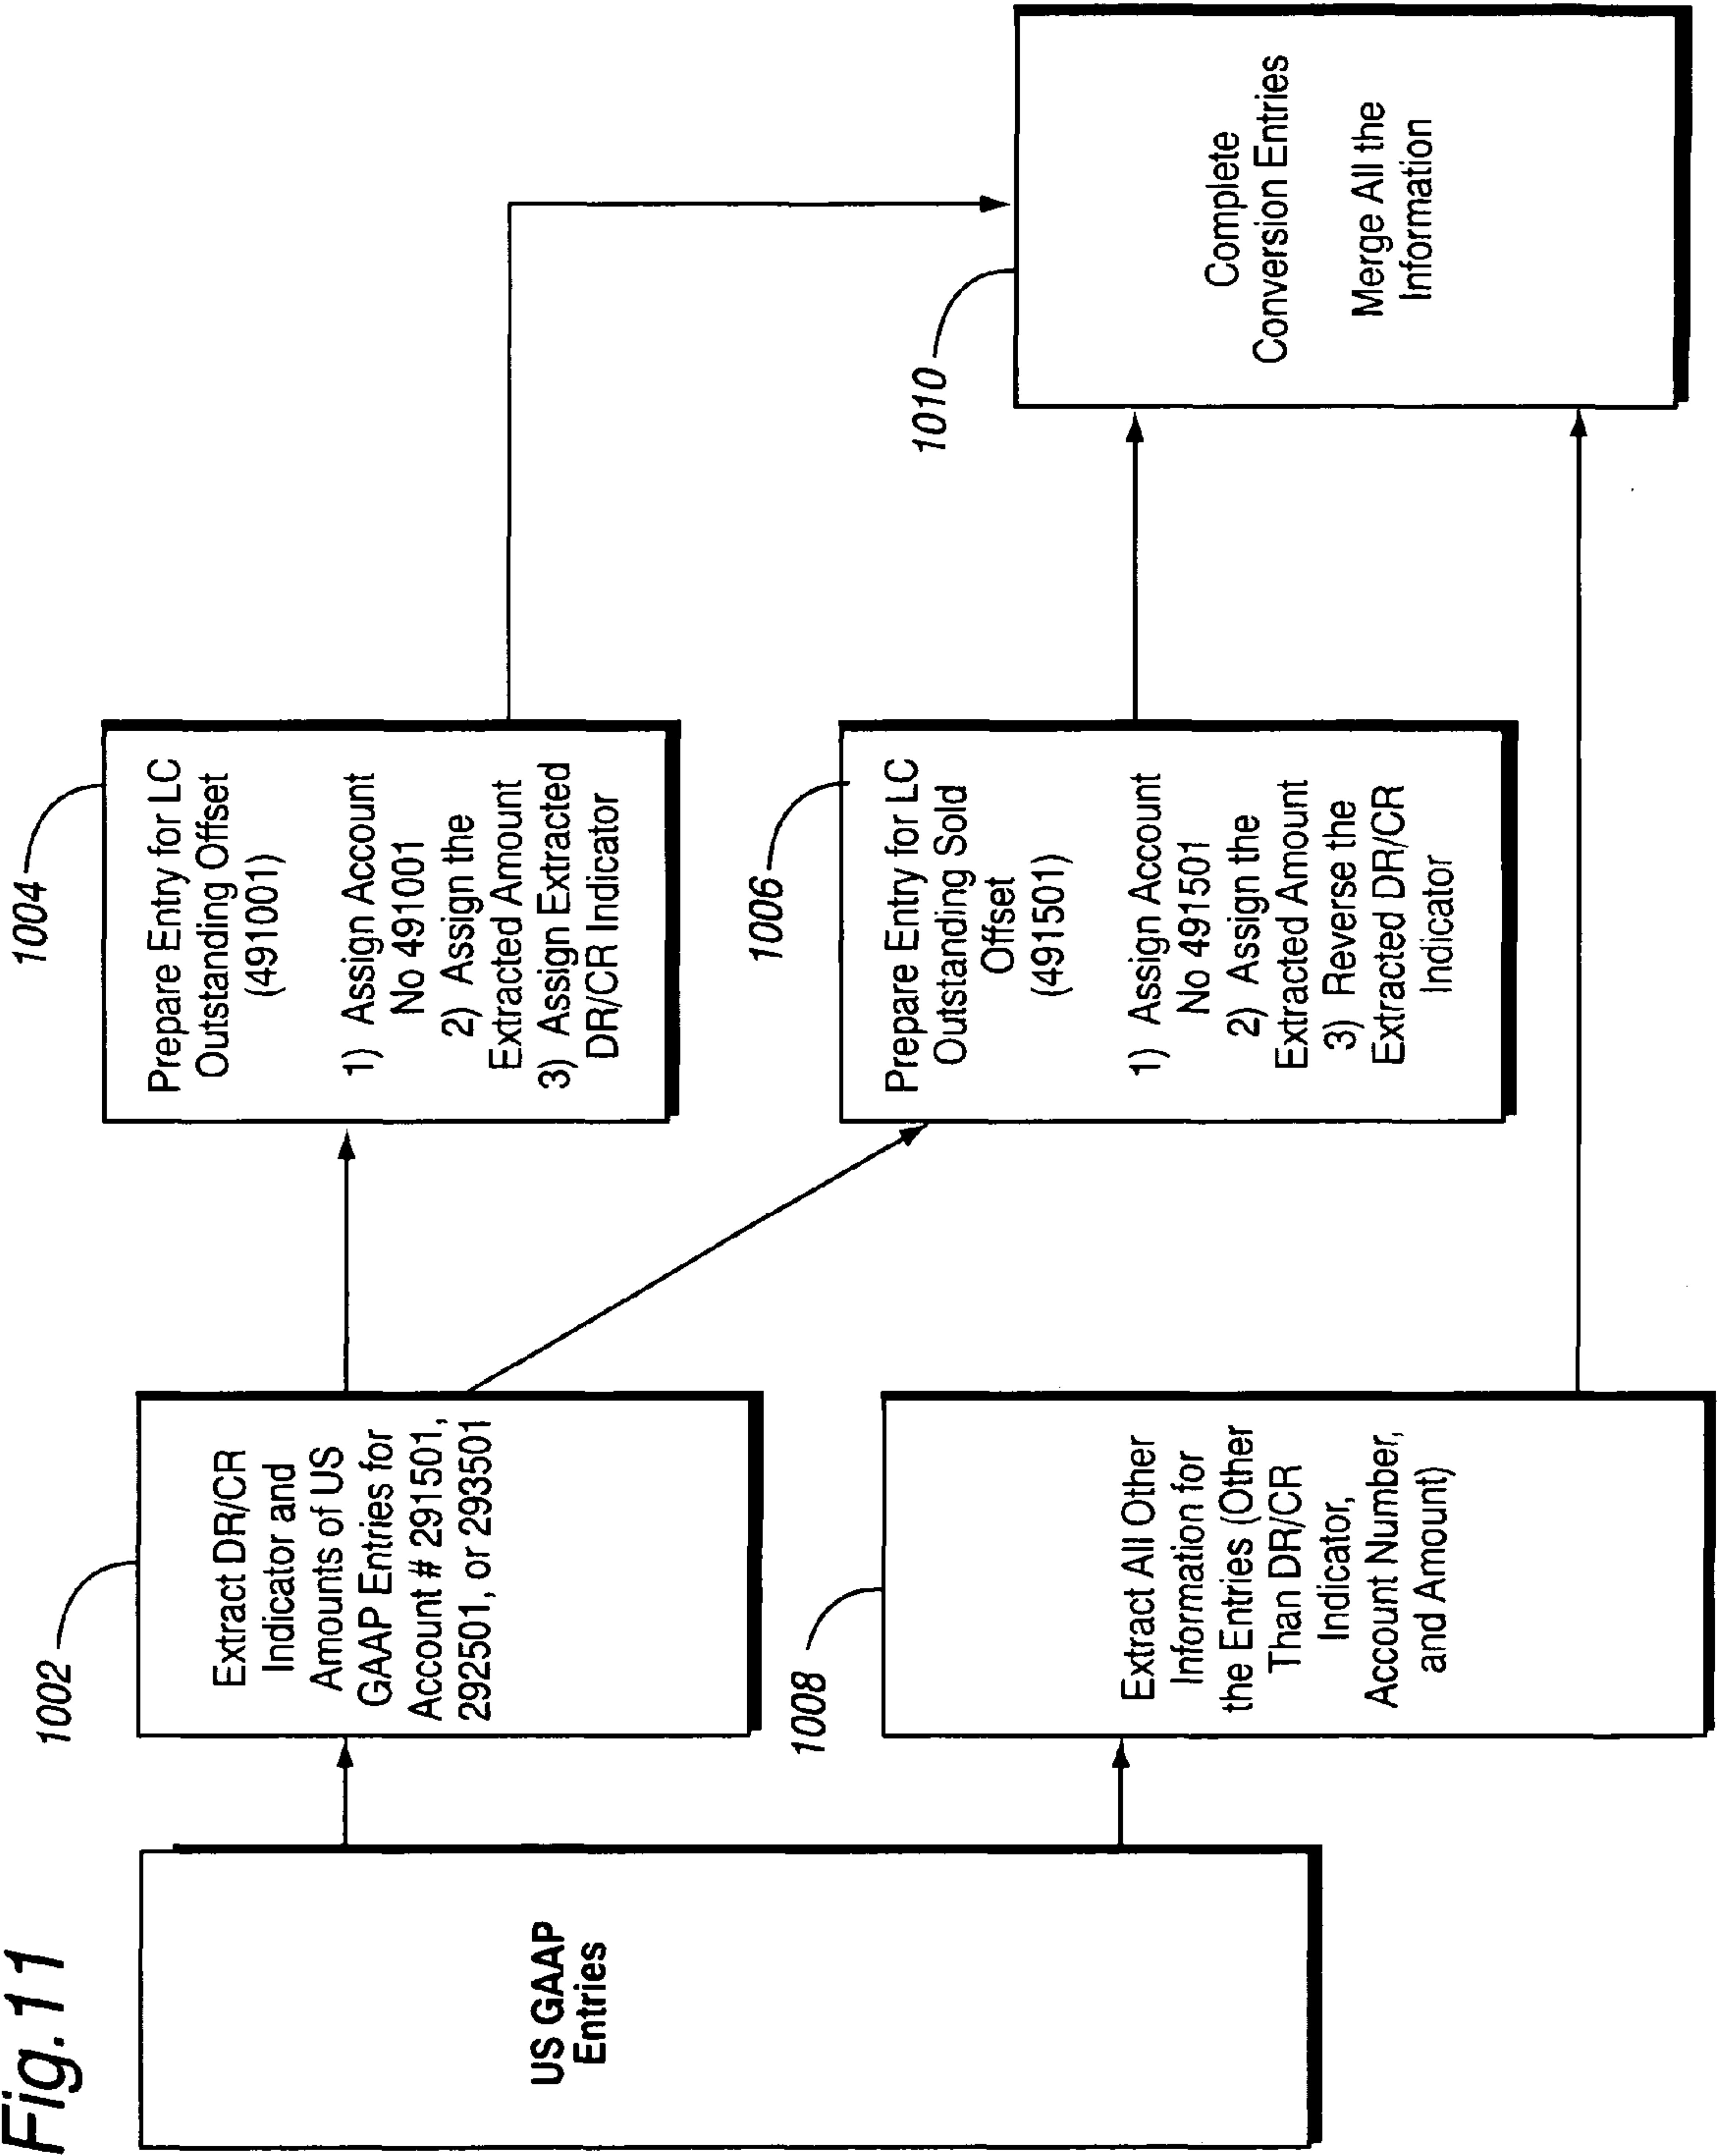 Fig.11
US GAAP
Entries
1002
Extract DR/CR
Indicator and
Amounts of US
GAAP Entries for
Account # 291501,
292501, or 293501
1008
Extract All Other
Information for
the Entries (Other
Than DR/CR
Indicator,
Account Number,
and Amount)
1004
Prepare Entry for LC
Outstanding Offset
(491001)
1) Assign Account
No 491001
2) Assign the
Extracted Amount
3) Assign Extracted
DR/CR Indicator
1006
Prepare Entry for LC
Outstanding Sold
Offset
(491501)
1) Assign Account
No 491501
2) Assign the
Extracted Amount
3) Reverse the
Extracted DR/CR
Indicator
1010
Complete
Conversion Entries
Merge All the
Information